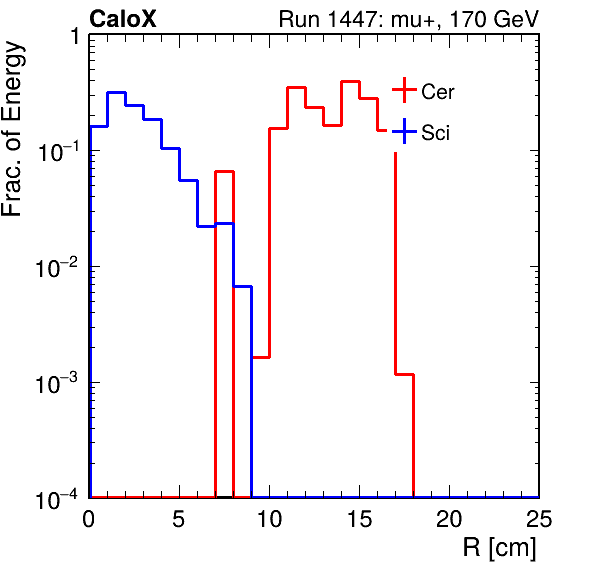 CaloX Run 1447: mu+, 170 GeV
Frac. of Energy
1
10⁻¹
10⁻²
10⁻³
10⁻⁴
Cer
Sci
0 5 10 15 20 25
R [cm]